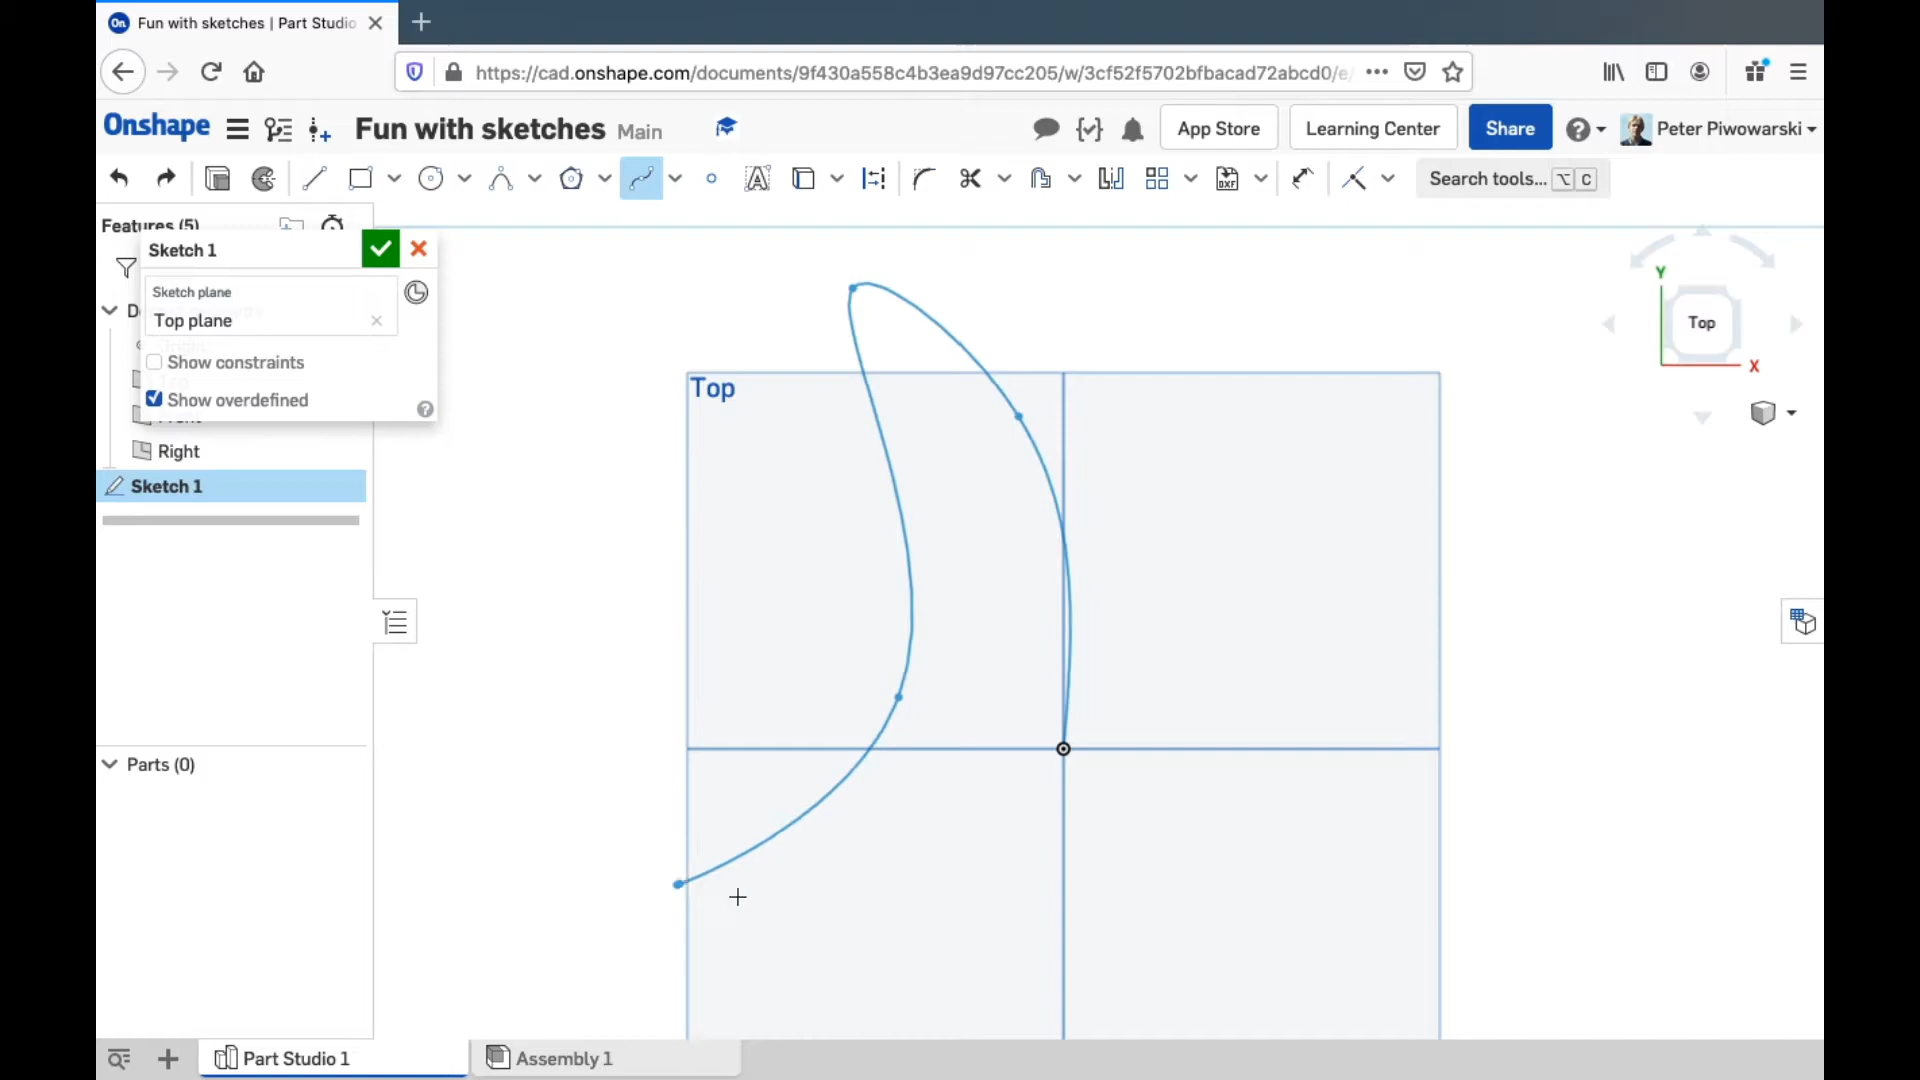 Fun with sketches | Part Studio
https://cad.onshape.com/documents/9f430a558c4b3ea9d97cc205/w/3cf52f5702bfbacad72abcd0/e/
Onshape
Fun with sketches Main
App Store
Learning Center
Share
Peter Piwowarski
DXF
Search tools... ⌥ C
Features (5)
Sketch 1
Sketch plane
Top plane
Show constraints
Show overdefined
Right
Sketch 1
Parts (0)
Top
Y
Top
X
Part Studio 1
Assembly 1